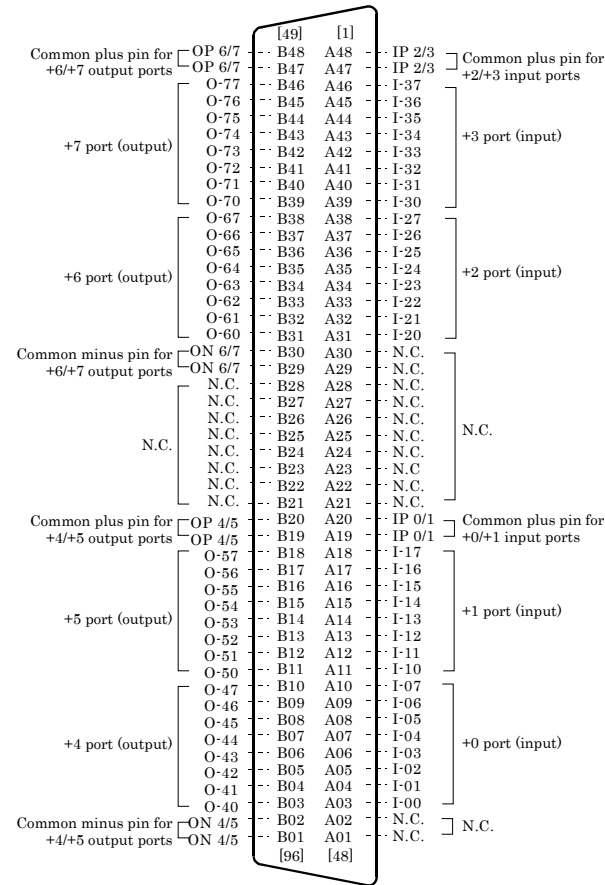 [49] [1]
Common plus pin for +6/+7 output ports OP 6/7 B48 A48 IP 2/3 Common plus pin for +2/+3 input ports
OP 6/7 B47 A47 IP 2/3
O-77 B46 A46 I-37
O-76 B45 A45 I-36
O-75 B44 A44 I-35
O-74 B43 A43 I-34 +3 port (input)
+7 port (output) O-73 B42 A42 I-33
O-72 B41 A41 I-32
O-71 B40 A40 I-31
O-70 B39 A39 I-30
O-67 B38 A38 I-27
O-66 B37 A37 I-26
O-65 B36 A36 I-25
+6 port (output) O-64 B35 A35 I-24 +2 port (input)
O-63 B34 A34 I-23
O-62 B33 A33 I-22
O-61 B32 A32 I-21
O-60 B31 A31 I-20
Common minus pin for +6/+7 output ports ON 6/7 B30 A30 N.C.
ON 6/7 B29 A29 N.C.
N.C. B28 A28 N.C.
N.C. B27 A27 N.C.
N.C. B26 A26 N.C.
N.C. N.C. B25 A25 N.C. N.C.
N.C. B24 A24 N.C.
N.C. B23 A23 N.C
N.C. B22 A22 N.C.
N.C. B21 A21 N.C.
Common plus pin for +4/+5 output ports OP 4/5 B20 A20 IP 0/1 Common plus pin for +0/+1 input ports
OP 4/5 B19 A19 IP 0/1
O-57 B18 A18 I-17
O-56 B17 A17 I-16
O-55 B16 A16 I-15
O-54 B15 A15 I-14 +1 port (input)
+5 port (output) O-53 B14 A14 I-13
O-52 B13 A13 I-12
O-51 B12 A12 I-11
O-50 B11 A11 I-10
O-47 B10 A10 I-07
O-46 B09 A09 I-06
O-45 B08 A08 I-05
+4 port (output) O-44 B07 A07 I-04 +0 port (input)
O-43 B06 A06 I-03
O-42 B05 A05 I-02
O-41 B04 A04 I-01
O-40 B03 A03 I-00
Common minus pin for +4/+5 output ports ON 4/5 B02 A02 N.C. N.C.
ON 4/5 B01 A01 N.C.
[96] [48]